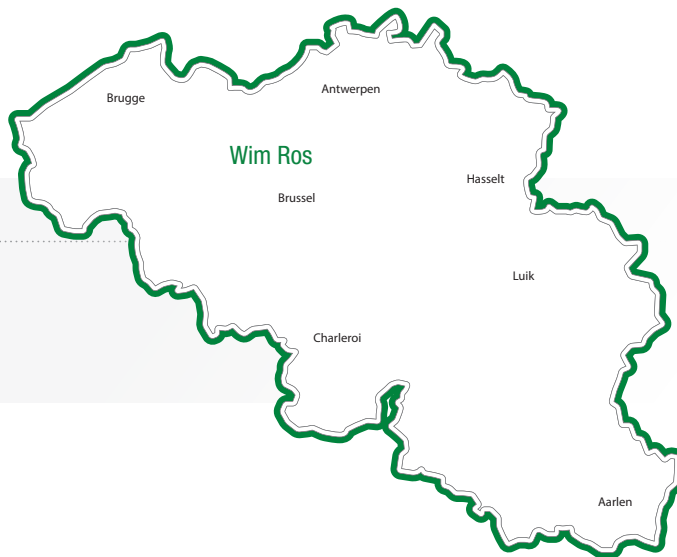 Antwerpen
Brugge
Wim Ros
Hasselt
Brussel
Luik
Charleroi
Aarlen